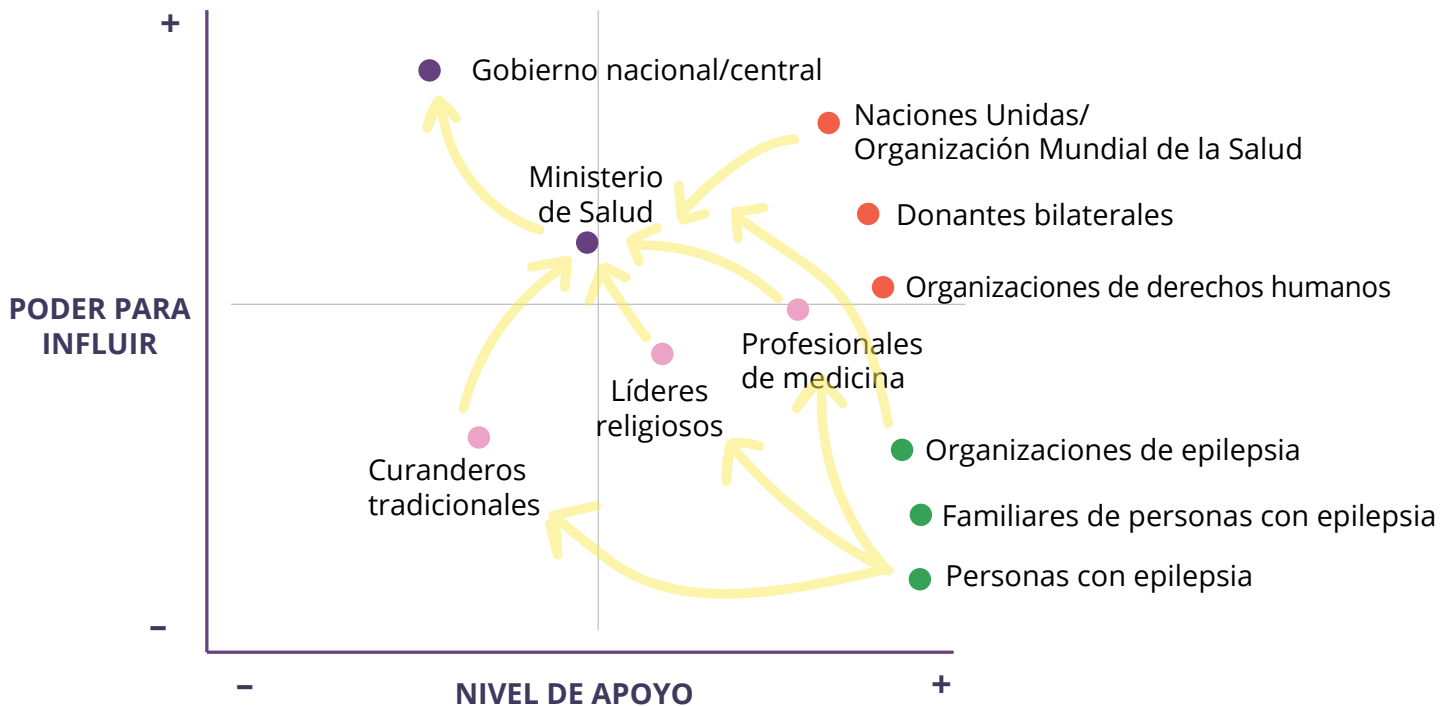 +
Gobierno nacional/central
Naciones Unidas/
Organización Mundial de la Salud
Ministerio
de Salud
Donantes bilaterales
Organizaciones de derechos humanos
PODER PARA
INFLUIR
Profesionales
de medicina
Líderes
religiosos
Organizaciones de epilepsia
Curanderos
tradicionales
Familiares de personas con epilepsia
Personas con epilepsia
–
–
NIVEL DE APOYO
+